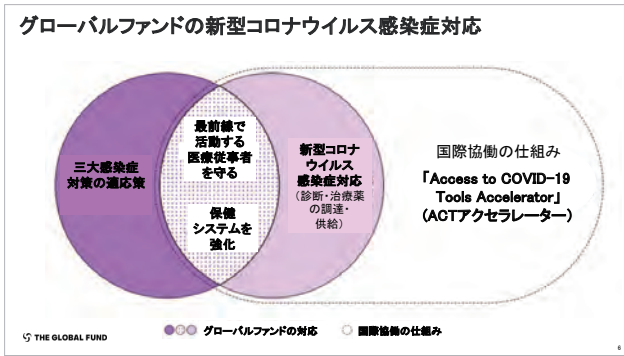 グローバルファンドの新型コロナウイルス感染症対応
三大感染症
対策の適応策
最前線で
活動する
医療従事者
を守る
保健
システムを
強化
新型コロナ
ウイルス
感染症対応
（診断・治療薬
の調達・
供給）
国際協働の仕組み
「Access to COVID-19
Tools Accelerator」
(ACTアクセラレーター)
THE GLOBAL FUND
グローバルファンドの対応
国際協働の仕組み
6